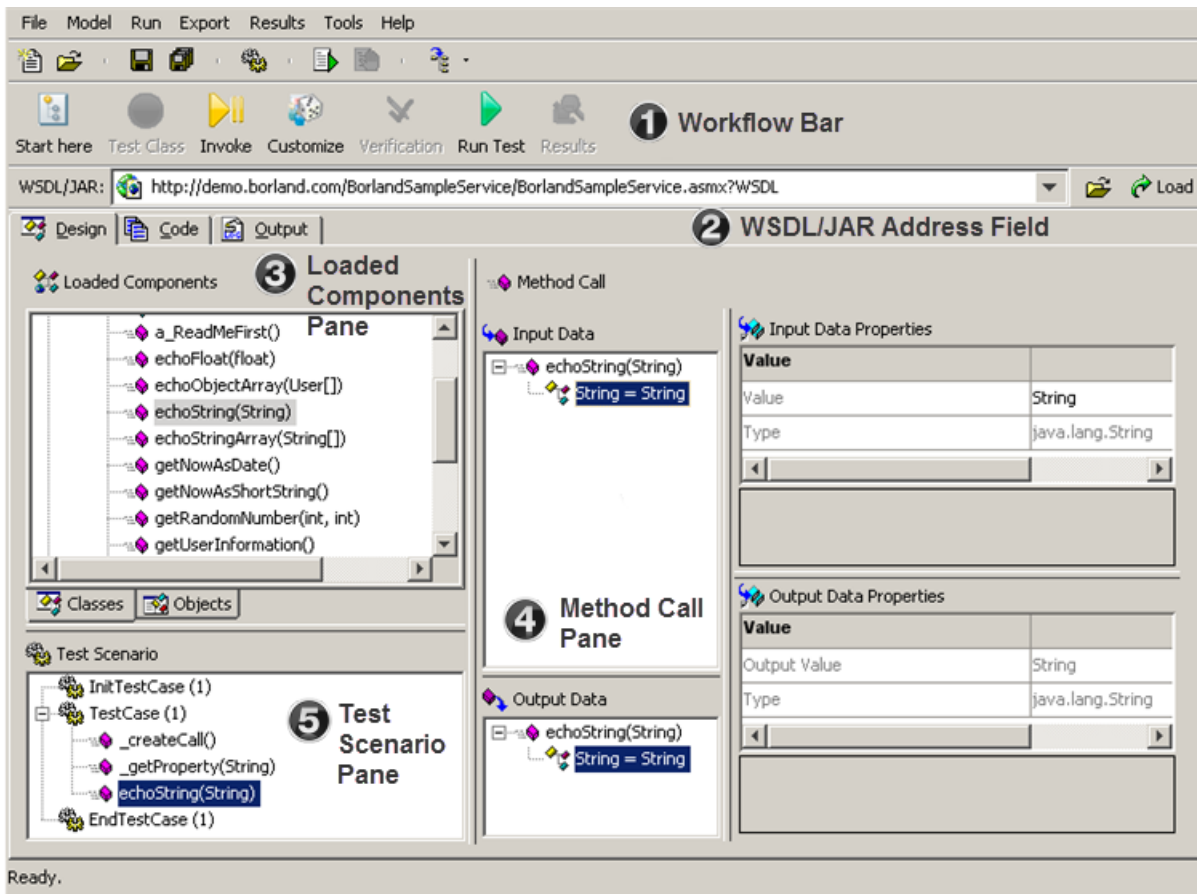 File Model Run Export Results Tools Help
1 Workflow Bar
Start here Test Class Invoke Customize Verification Run Test Results
WSDL/JAR: http://demo.borland.com/BorlandSampleService/BorlandSampleService.asmx?WSDL Load
Design Code Output
2 WSDL/JAR Address Field
Loaded Components
3 Loaded
Components
Pane
a_ReadMeFirst()
echoFloat(float)
echoObjectArray(User[])
echoString(String)
echoStringArray(String[])
getNowAsDate()
getNowAsShortString()
getRandomNumber(int, int)
getUserInformation()
Classes Objects
Method Call
Input Data
echoString(String)
String = String
4 Method Call
Pane
Input Data Properties
Value
Value String
Type java.lang.String
Test Scenario
InitTestCase (1)
TestCase (1)
_createCall()
_getProperty(String)
echoString(String)
EndTestCase (1)
5 Test
Scenario
Pane
Output Data
echoString(String)
String = String
Output Data Properties
Value
Output Value String
Type java.lang.String
Ready.